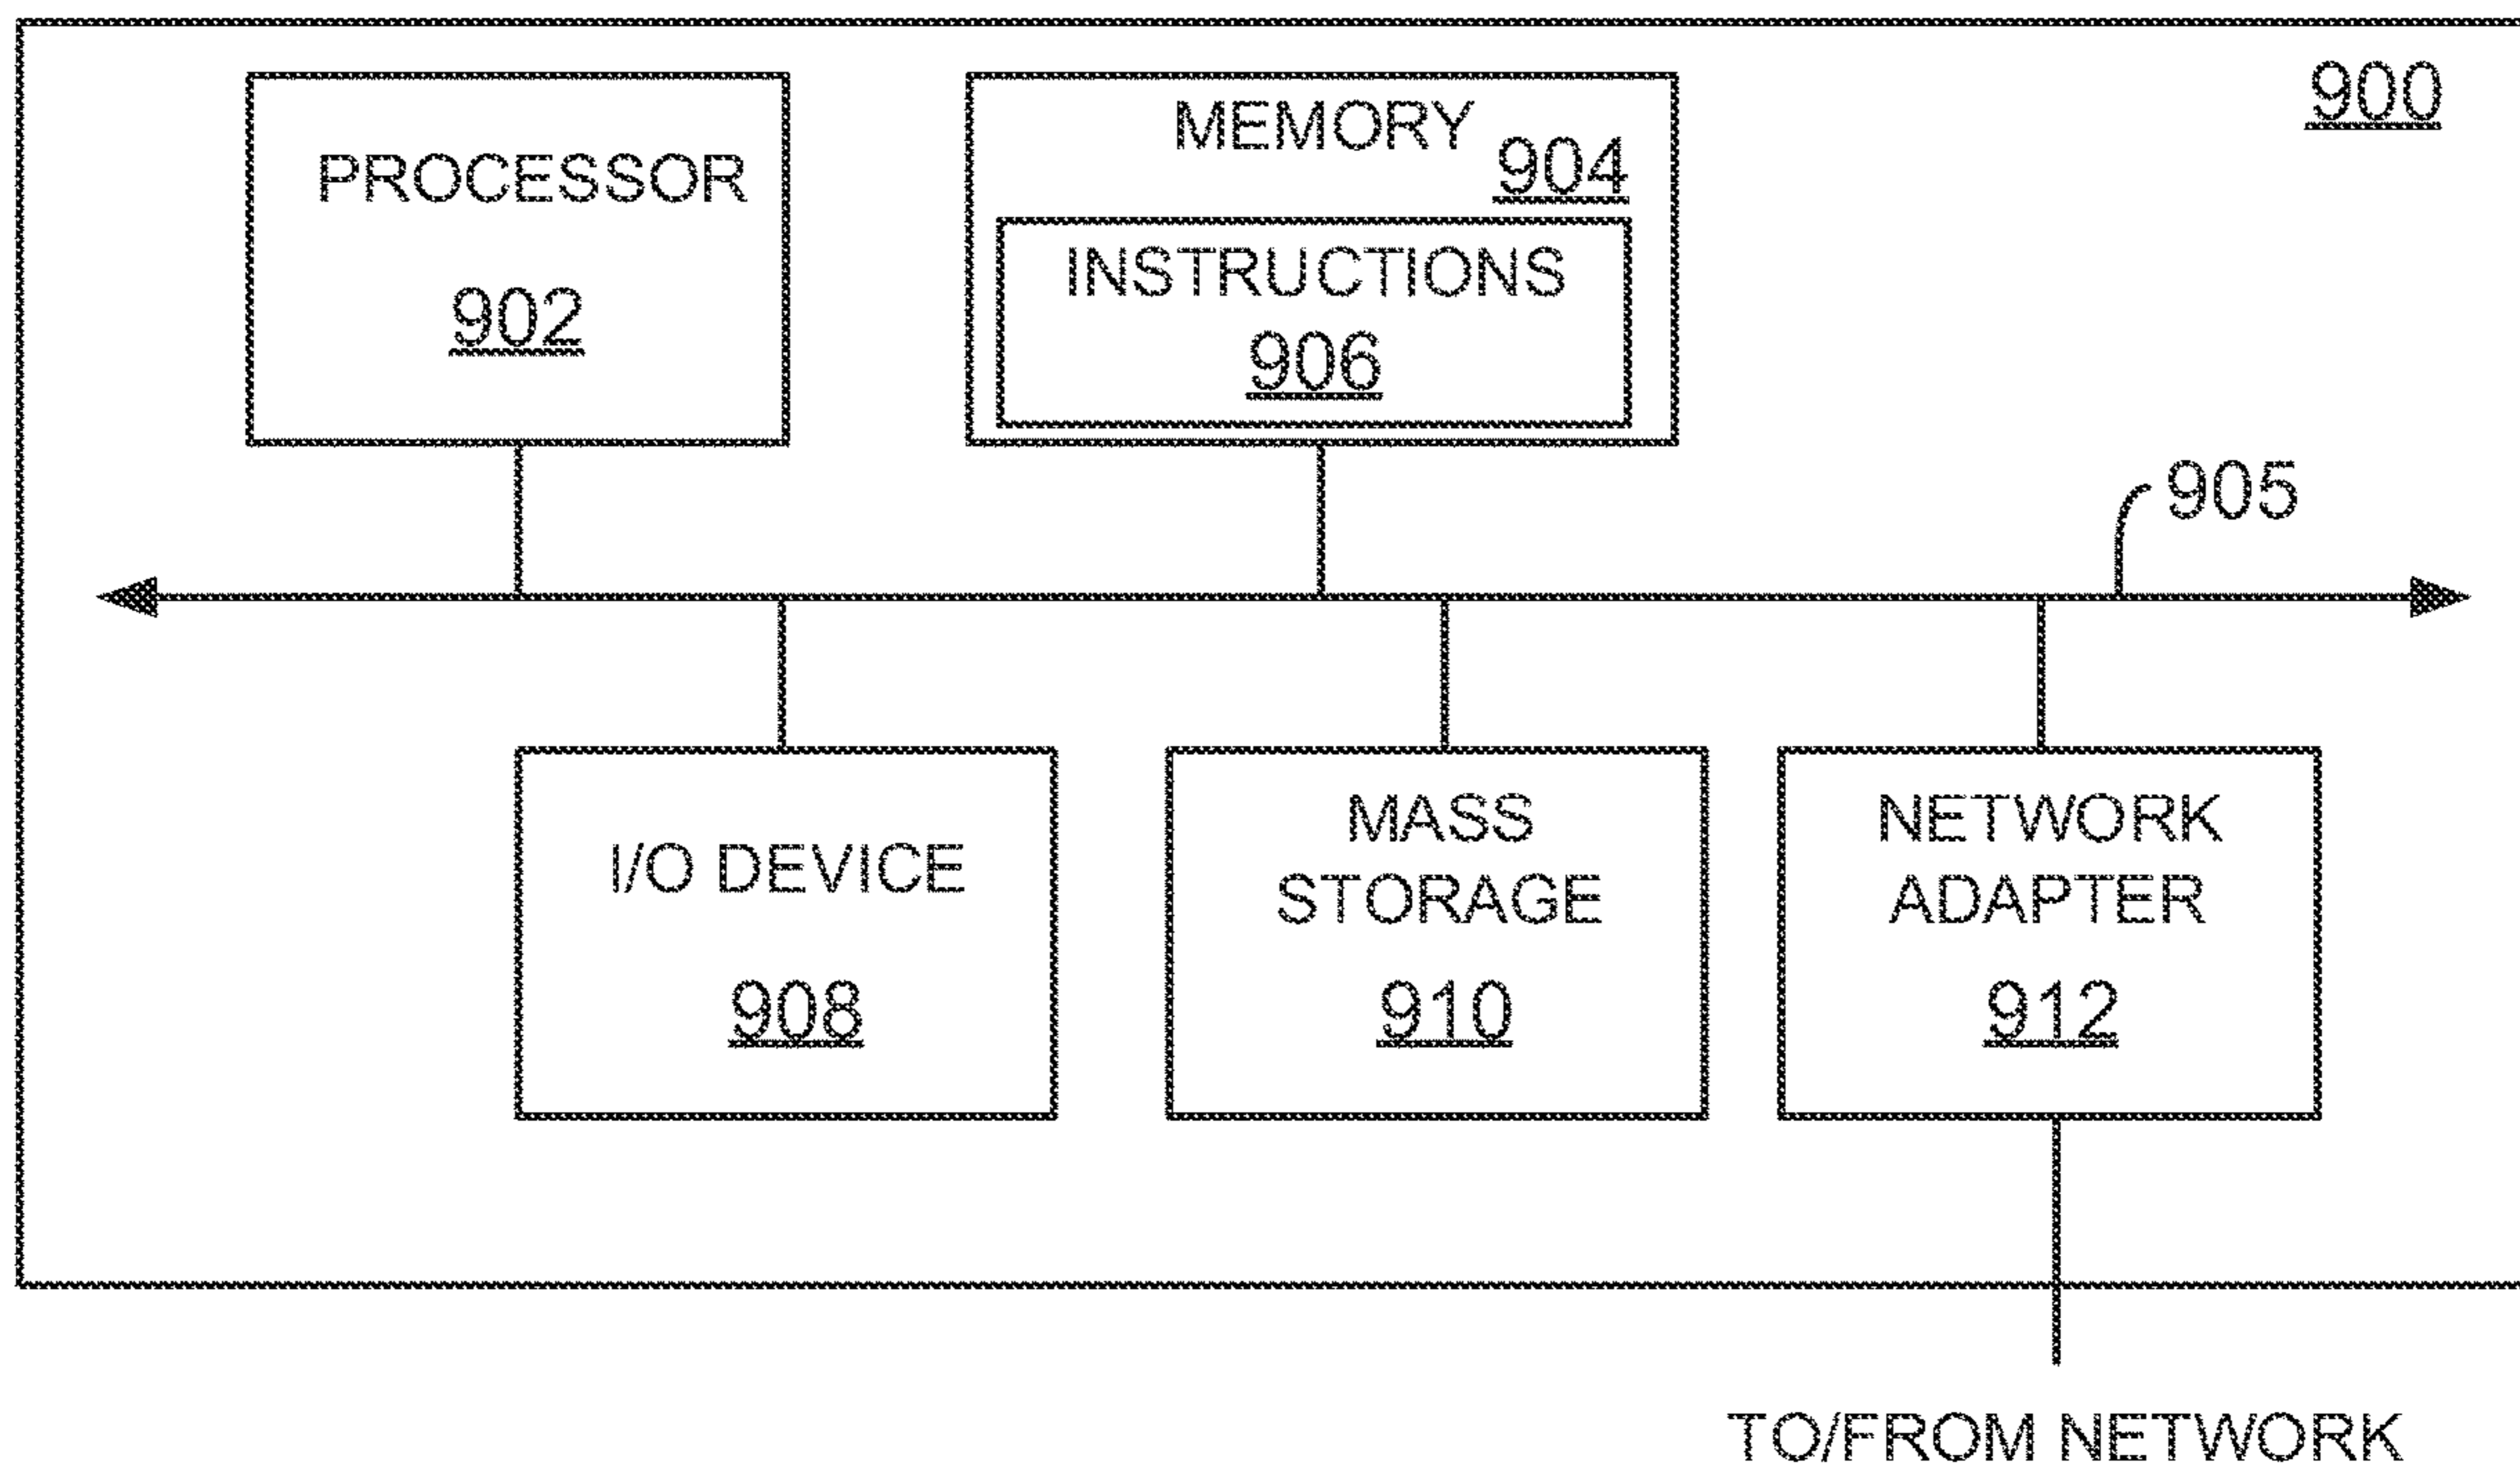 900
PROCESSOR
902
MEMORY
904
INSTRUCTIONS
906
905
I/O DEVICE
908
MASS
STORAGE
910
NETWORK
ADAPTER
912
TO/FROM NETWORK